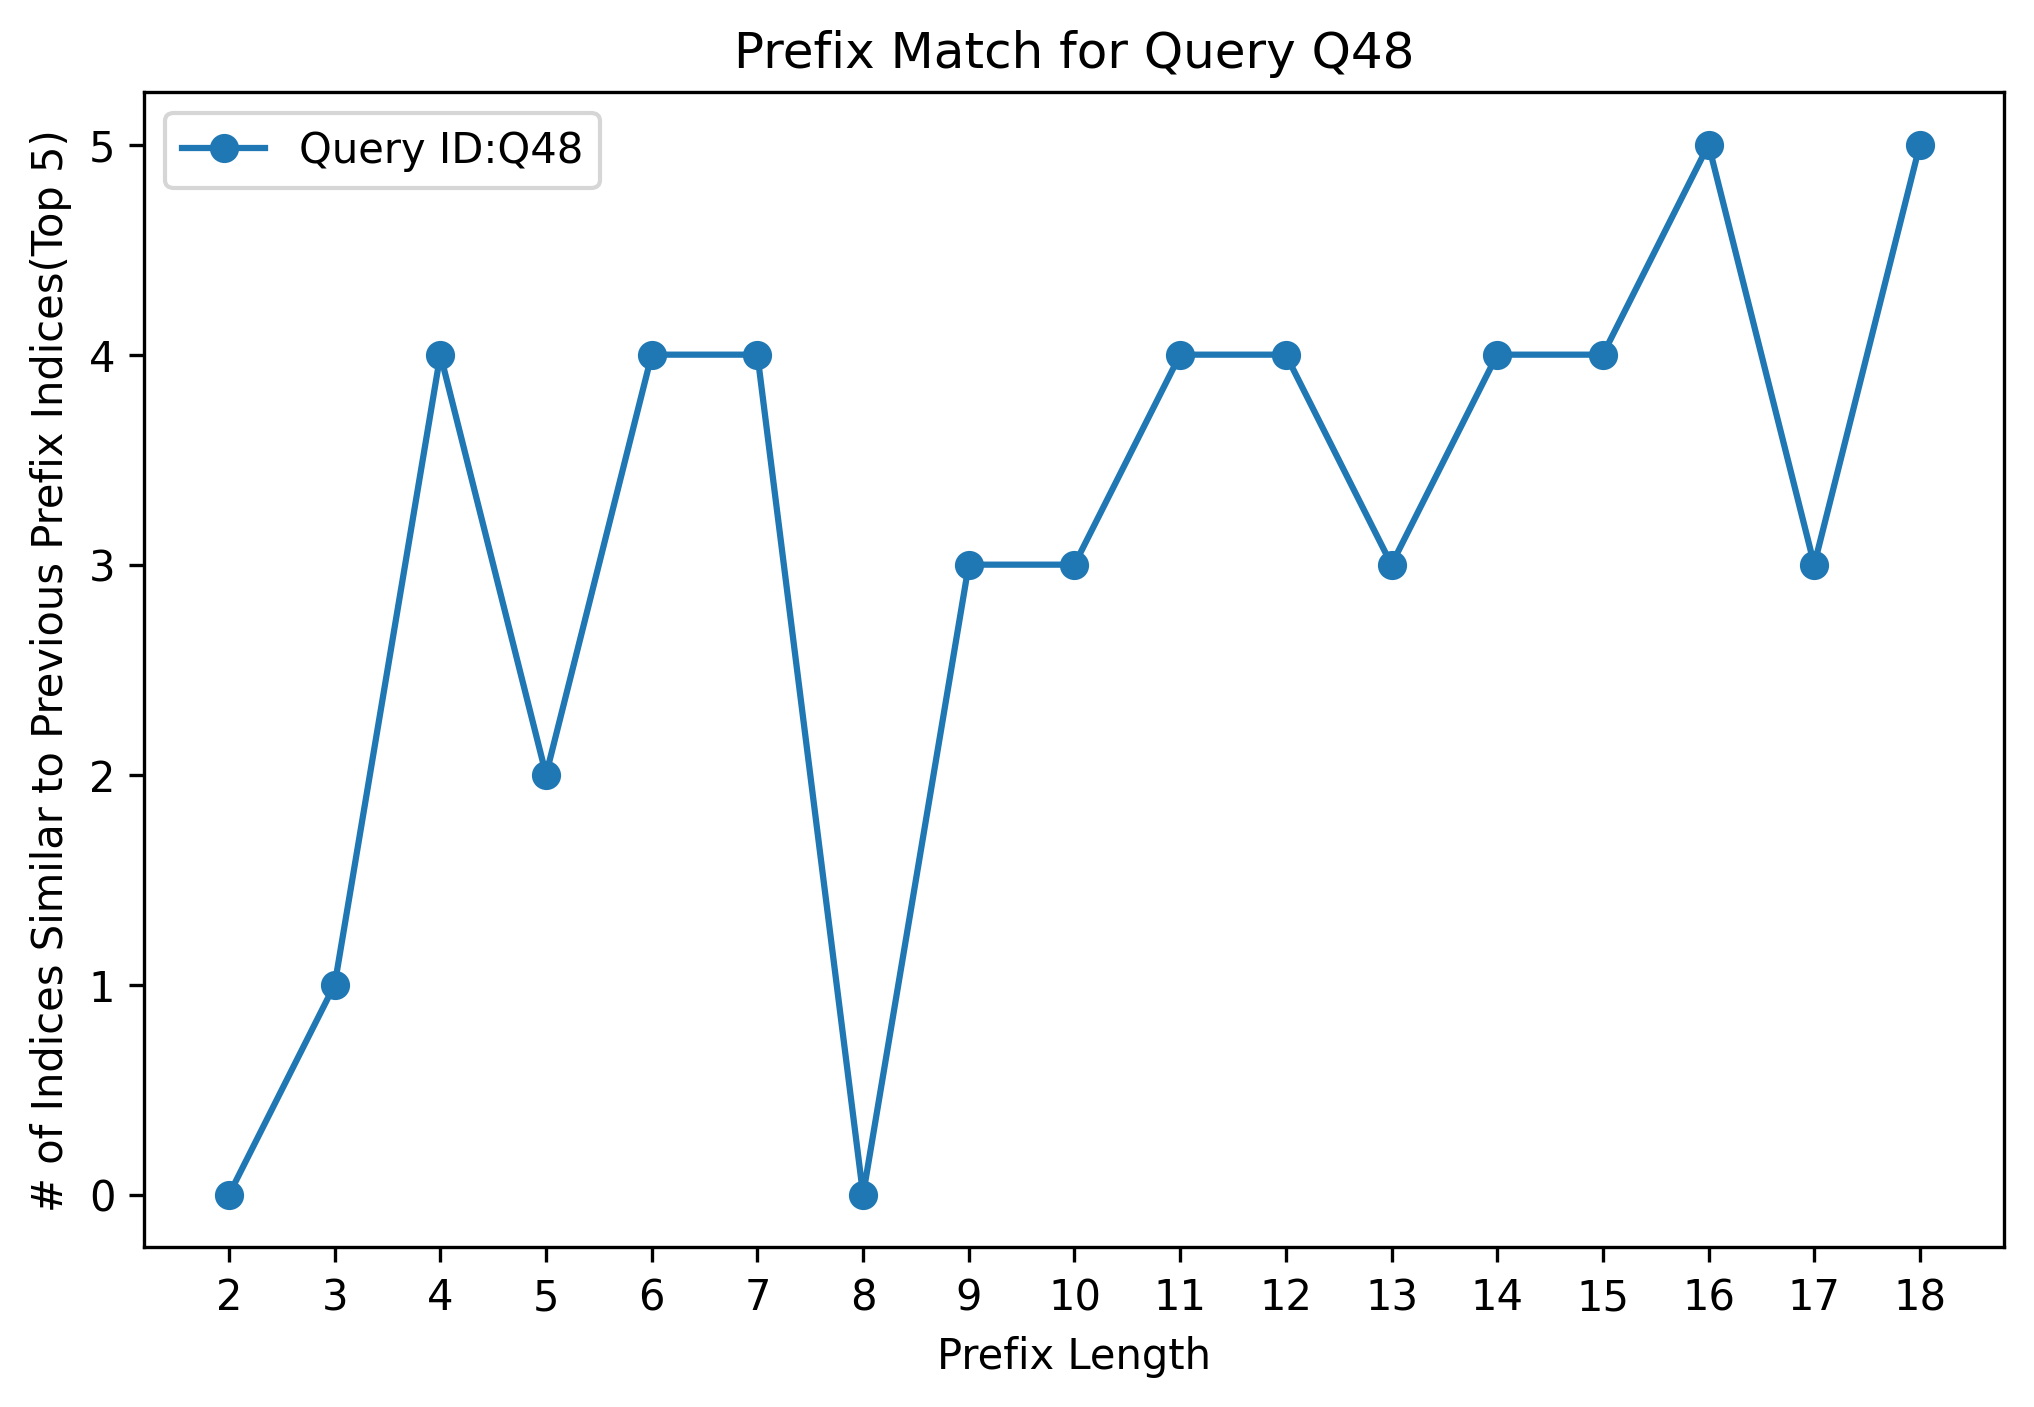 Prefix Match for Query Q48
Query ID:Q48
# of Indices Similar to Previous Prefix Indices(Top 5)
5
4
3
2
1
0
2 3 4 5 6 7 8 9 10 11 12 13 14 15 16 17 18
Prefix Length